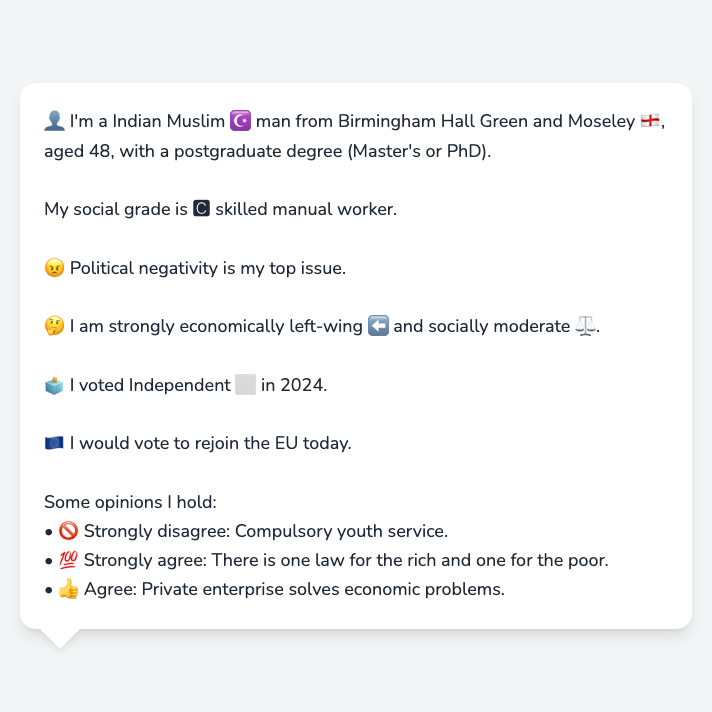 👤 I'm a Indian Muslim ☪️ man from Birmingham Hall Green and Moseley 🏴󠁧󠁢󠁥󠁮󠁧󠁿,
aged 48, with a postgraduate degree (Master's or PhD).
My social grade is 🅲 skilled manual worker.
😠 Political negativity is my top issue.
🤔 I am strongly economically left-wing ⬅️ and socially moderate ⚖️.
🗳️ I voted Independent ⬜ in 2024.
🇪🇺 I would vote to rejoin the EU today.
Some opinions I hold:
• 🚫 Strongly disagree: Compulsory youth service.
• 💯 Strongly agree: There is one law for the rich and one for the poor.
• 👍 Agree: Private enterprise solves economic problems.